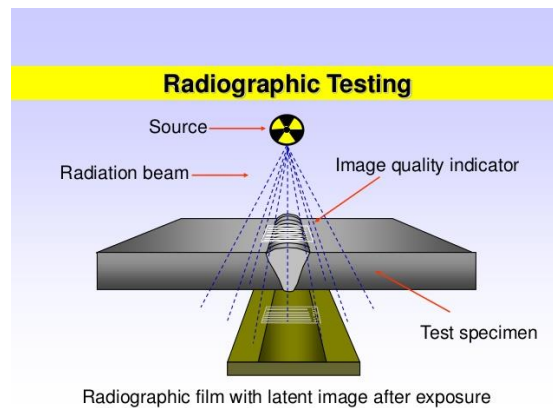 Radiographic Testing
Source
Radiation beam
Image quality indicator
Test specimen
Radiographic film with latent image after exposure